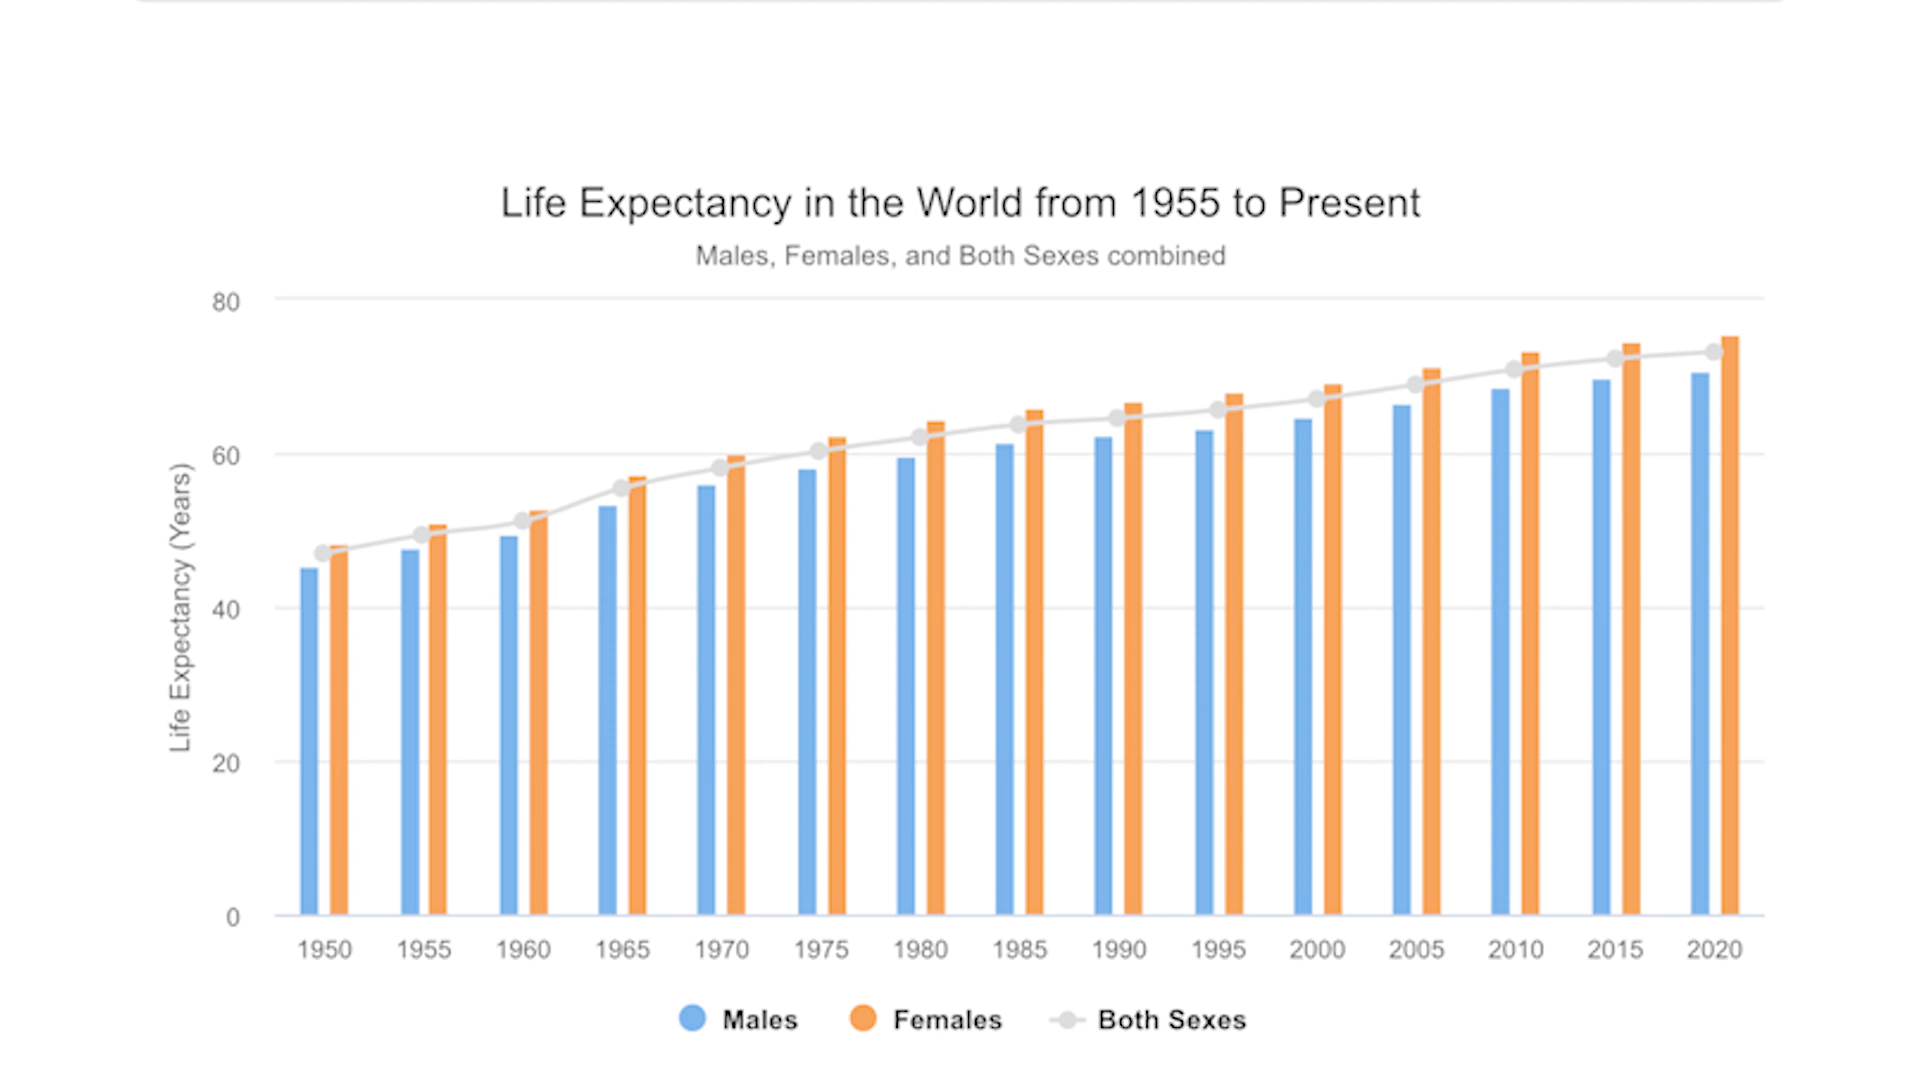 Life Expectancy in the World from 1955 to Present
Males, Females, and Both Sexes combined
80
60
40
20
0
Life Expectancy (Years)
1950 1955 1960 1965 1970 1975 1980 1985 1990 1995 2000 2005 2010 2015 2020
Males Females Both Sexes